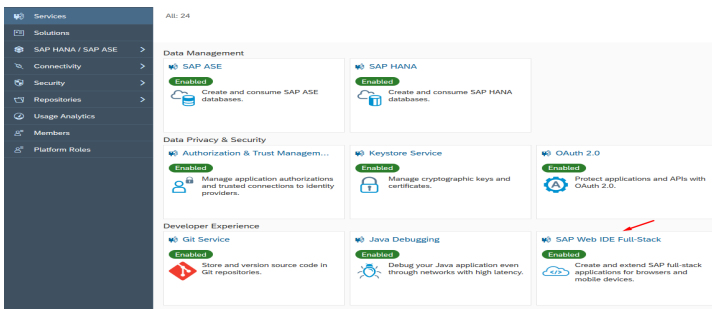 Services
All: 24
Solutions
SAP HANA / SAP ASE
Connectivity
Security
Repositories
Usage Analytics
Members
Platform Roles
Data Management
SAP ASE
Enabled
Create and consume SAP ASE
databases.
SAP HANA
Enabled
Create and consume SAP HANA
databases.
Data Privacy & Security
Authorization & Trust Managem...
Enabled
Manage application authorizations
and trusted connections to identity
providers.
Keystore Service
Enabled
Manage cryptographic keys and
certificates.
OAuth 2.0
Enabled
Protect applications and APIs with
OAuth 2.0.
Developer Experience
Git Service
Enabled
Store and version source code in
Git repositories.
Java Debugging
Enabled
Debug your Java application even
through networks with high latency.
SAP Web IDE Full-Stack
Enabled
Create and extend SAP full-stack
applications for browsers and
mobile devices.